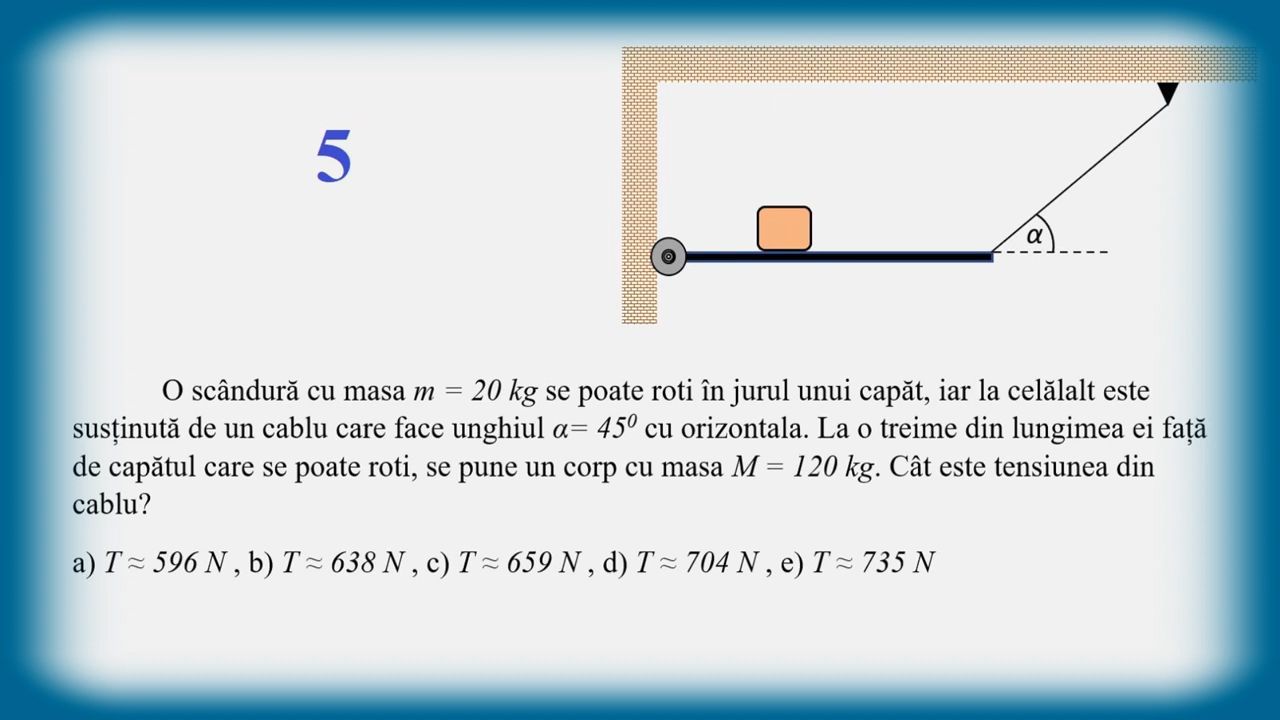 5
α
O scândură cu masa m = 20 kg se poate roti în jurul unui capăt, iar la celălalt este
susținută de un cablu care face unghiul α= 45⁰ cu orizontala. La o treime din lungimea ei față
de capătul care se poate roti, se pune un corp cu masa M = 120 kg. Cât este tensiunea din
cablu?
a) T ≈ 596 N , b) T ≈ 638 N , c) T ≈ 659 N , d) T ≈ 704 N , e) T ≈ 735 N